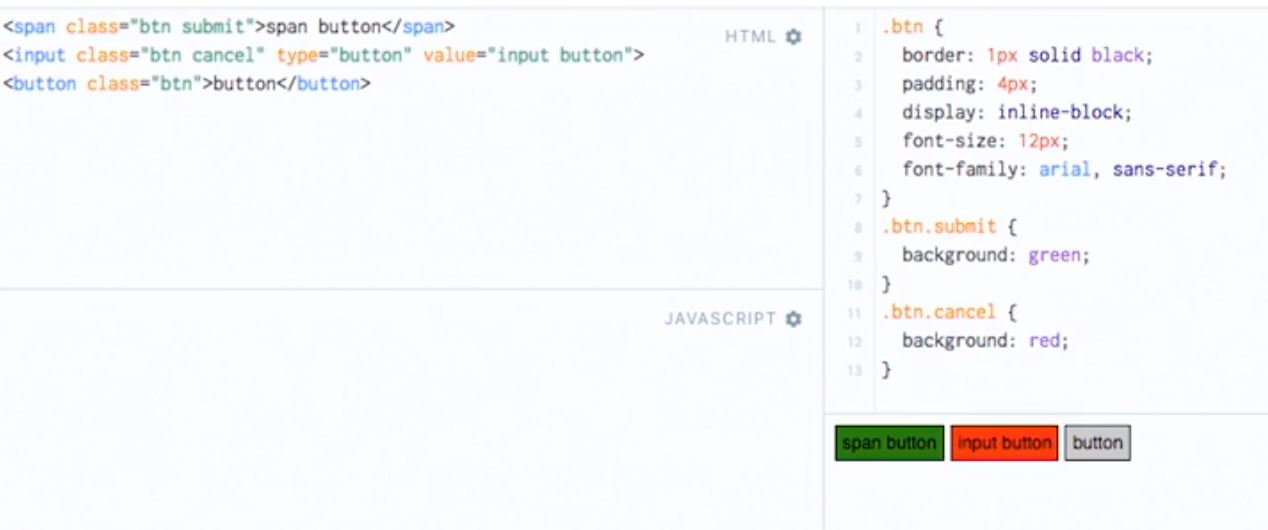 <span class="btn submit">span button</span>
<input class="btn cancel" type="button" value="input button">
<button class="btn">button</button>
HTML
JAVASCRIPT
1 .btn {
2 border: 1px solid black;
3 padding: 4px;
4 display: inline-block;
5 font-size: 12px;
6 font-family: arial, sans-serif;
7 }
8 .btn.submit {
9 background: green;
10 }
11 .btn.cancel {
12 background: red;
13 }
span button input button button